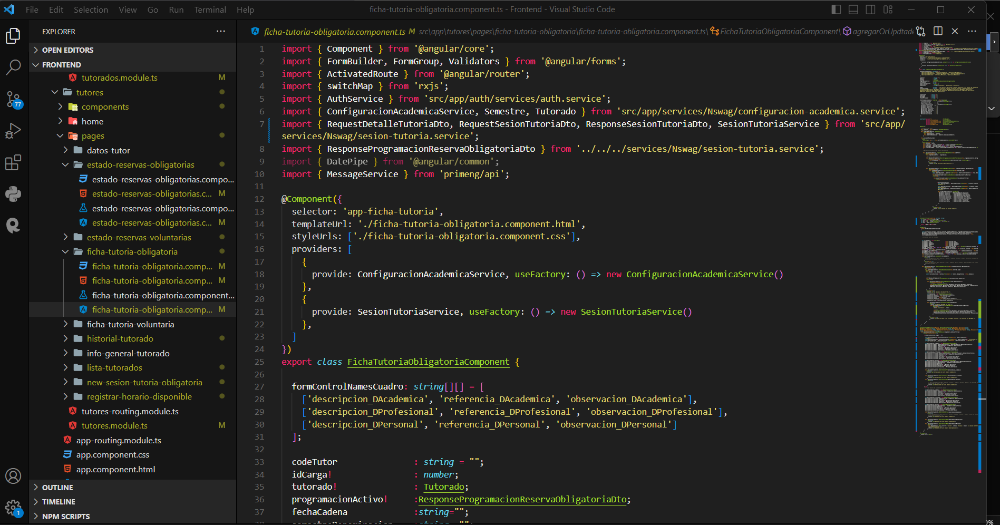 File Edit Selection View Go Run Terminal Help
ficha-tutoria-obligatoria.component.ts - Frontend - Visual Studio Code
EXPLORER
OPEN EDITORS
FRONTEND
tutorados.module.ts M
tutores
components
home
pages
datos-tutor
estado-reservas-obligatorias
estado-reservas-obligatorias.compo...
estado-reservas-obligatorias.c... M
estado-reservas-obligatorias.compo...
estado-reservas-obligatorias.c... M
estado-reservas-voluntarias
ficha-tutoria-obligatoria
ficha-tutoria-obligatoria.comp... M
ficha-tutoria-obligatoria.comp... M
ficha-tutoria-obligatoria.component...
ficha-tutoria-obligatoria.comp... M
ficha-tutoria-voluntaria
historial-tutorado
info-general-tutorado
lista-tutorados
new-sesion-tutoria-obligatoria
registrar-horario-disponible
tutores-routing.module.ts
tutores.module.ts M
app-routing.module.ts
app.component.css
app.component.html
OUTLINE
TIMELINE
NPM SCRIPTS
77
1
ficha-tutoria-obligatoria.component.ts M src\app\tutores\pages\ficha-tutoria-obligatoria\ficha-tutoria-obligatoria.component.ts\ FichaTutoriaObligatoriaComponent\ agregarOrUpdtade
1 import { Component } from '@angular/core';
2 import { FormBuilder, FormGroup, Validators } from '@angular/forms';
3 import { ActivatedRoute } from '@angular/router';
4 import { switchMap } from 'rxjs';
5 import { AuthService } from 'src/app/auth/services/auth.service';
6 import { ConfiguracionAcademicaService, Semestre, Tutorado } from 'src/app/services/Nswag/configuracion-academica.service';
7 import { RequestDetalleTutoriaDto, RequestSesionTutoriaDto, ResponseSesionTutoriaDto, SesionTutoriaService } from 'src/app/
services/Nswag/sesion-tutoria.service';
8 import { ResponseProgramacionReservaObligatoriaDto } from '../../../services/Nswag/sesion-tutoria.service';
9 import { DatePipe } from '@angular/common';
10 import { MessageService } from 'primeng/api';
11
12 @Component({
13 selector: 'app-ficha-tutoria',
14 templateUrl: './ficha-tutoria-obligatoria.component.html',
15 styleUrls: ['./ficha-tutoria-obligatoria.component.css'],
16 providers: [
17 {
18 provide: ConfiguracionAcademicaService, useFactory: () => new ConfiguracionAcademicaService()
19 },
20 {
21 provide: SesionTutoriaService, useFactory: () => new SesionTutoriaService()
22 },
23 ]
24 })
25 export class FichaTutoriaObligatoriaComponent {
26
27 formControlNamesCuadro: string[][] = [
28 ['descripcion_DAcademica', 'referencia_DAcademica', 'observacion_DAcademica'],
29 ['descripcion_DProfesional', 'referencia_DProfesional', 'observacion_DProfesional'],
30 ['descripcion_DPersonal', 'referencia_DPersonal', 'observacion_DPersonal']
31 ];
32
33 codeTutor : string = "";
34 idCarga! : number;
35 tutorado! : Tutorado;
36 programacionActivo! :ResponseProgramacionReservaObligatoriaDto;
37 fechaCadena :string="";